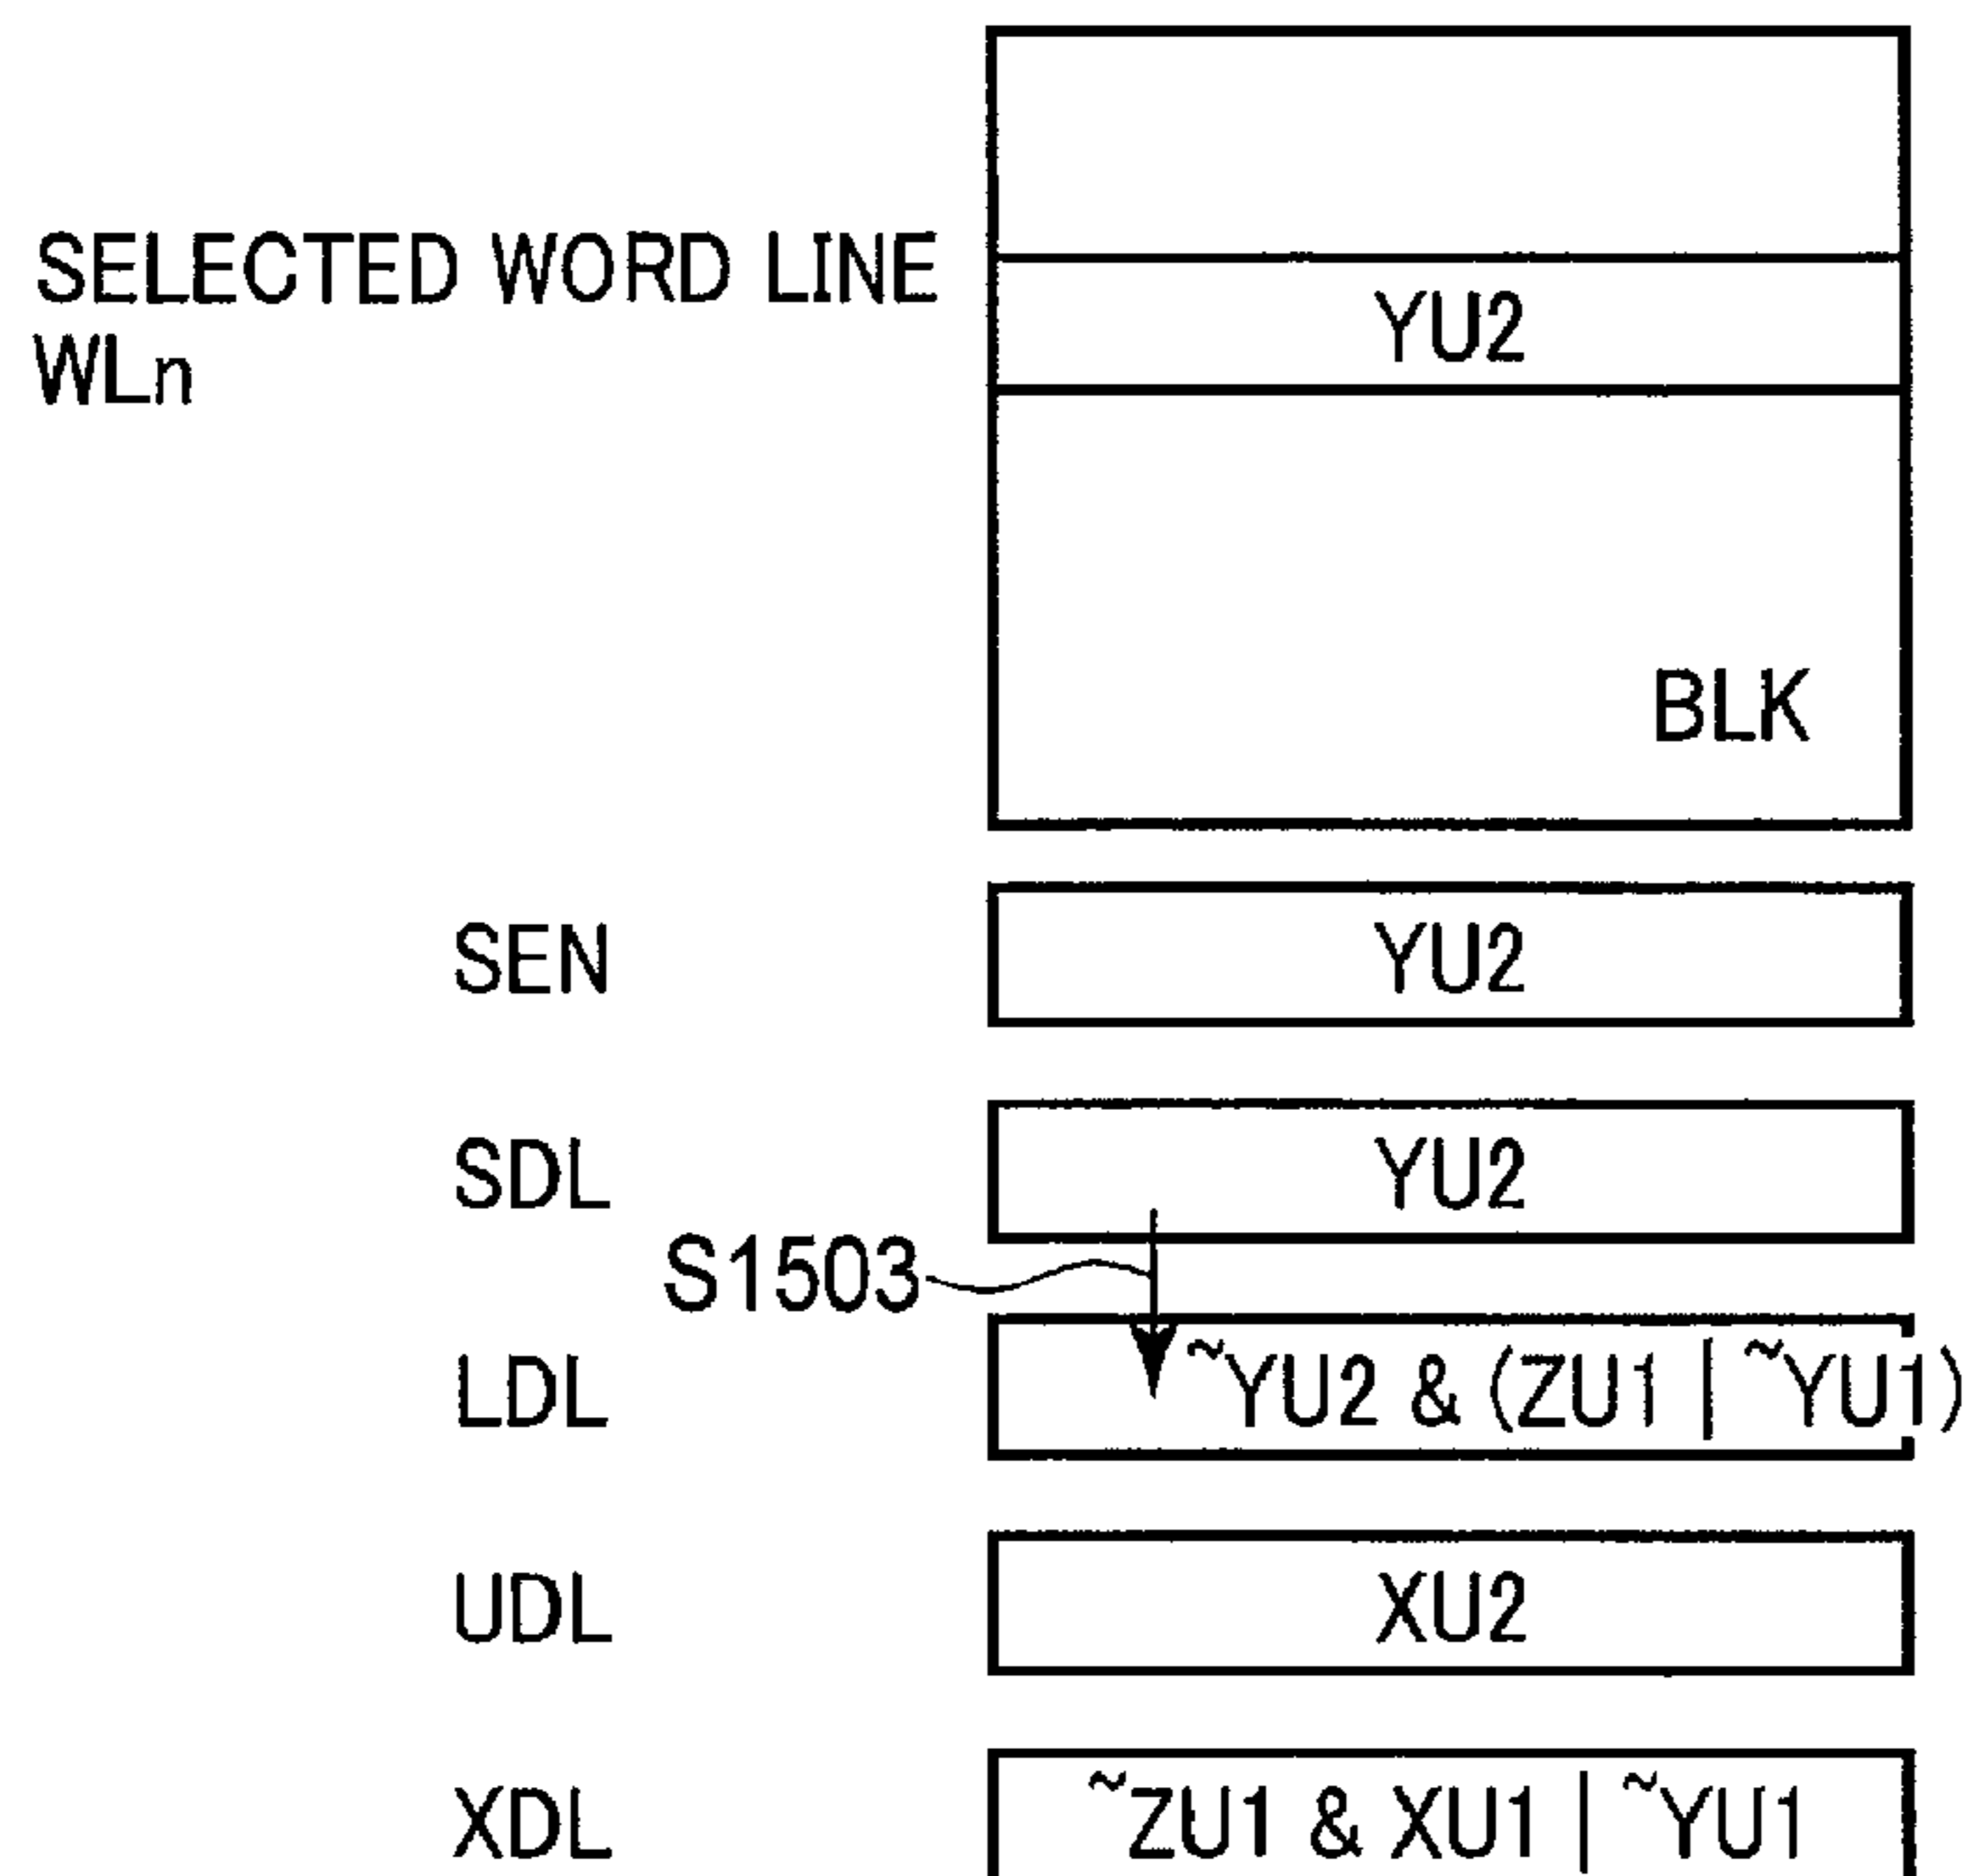 SELECTED WORD LINE
WLn
YU2
BLK
SEN YU2
SDL YU2
S1503
LDL ~YU2 & (ZU1 | ~YU1)
UDL XU2
XDL ~ZU1 & XU1 | ~YU1